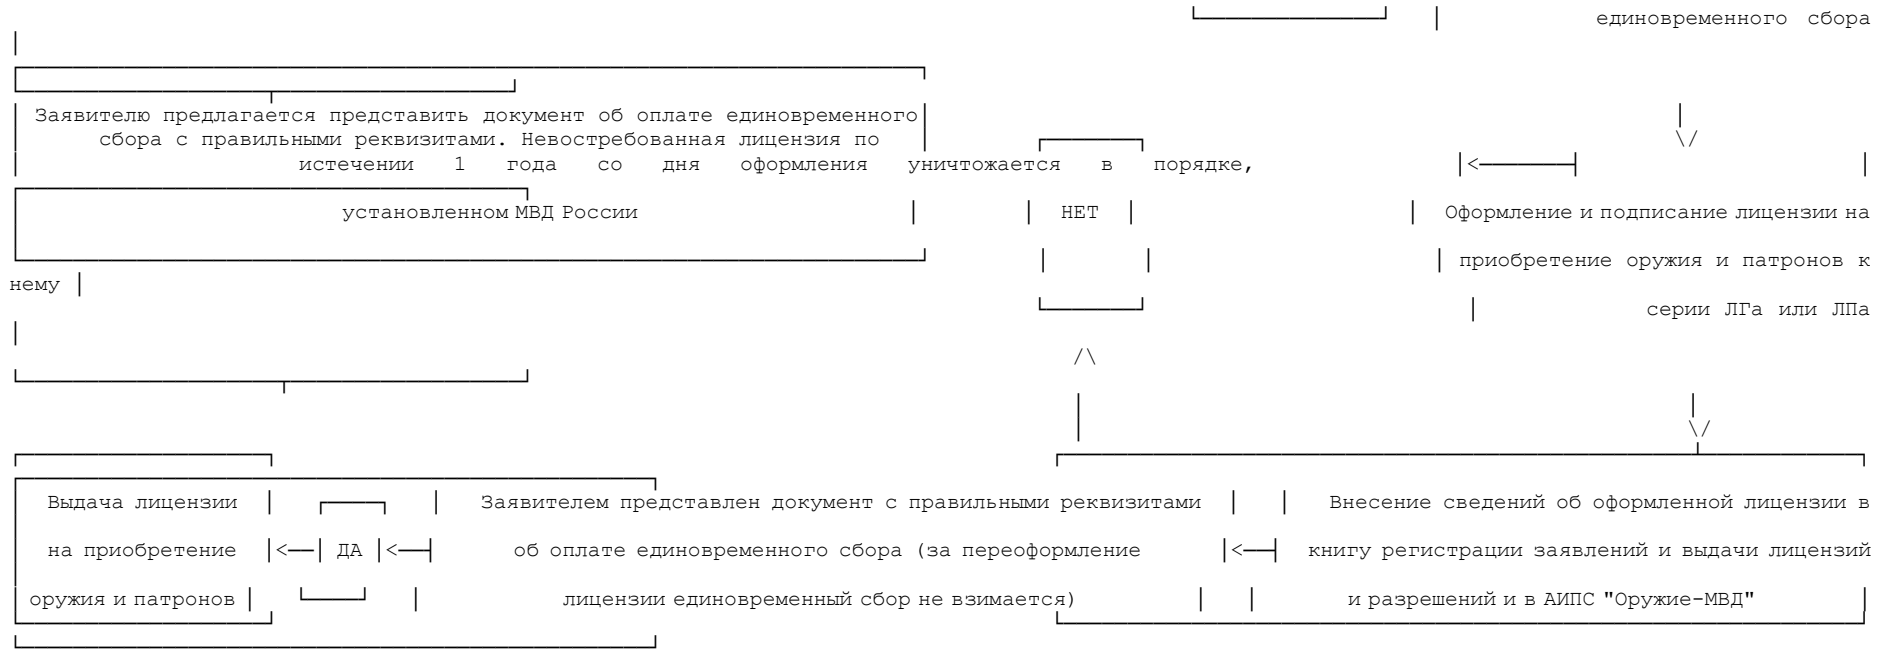 единовременного сбора
Заявителю предлагается представить документ об оплате единовременного
сбора с правильными реквизитами. Невостребованная лицензия по
истечении 1 года со дня оформления уничтожается в порядке,
установленном МВД России
НЕТ
Оформление и подписание лицензии на
приобретение оружия и патронов к
нему
серии ЛГа или ЛПа
Выдача лицензии
Заявителем представлен документ с правильными реквизитами
Внесение сведений об оформленной лицензии в
на приобретение
ДА
об оплате единовременного сбора (за переоформление
книгу регистрации заявлений и выдачи лицензий
оружия и патронов
лицензии единовременный сбор не взимается)
и разрешений и в АИПС "Оружие-МВД"